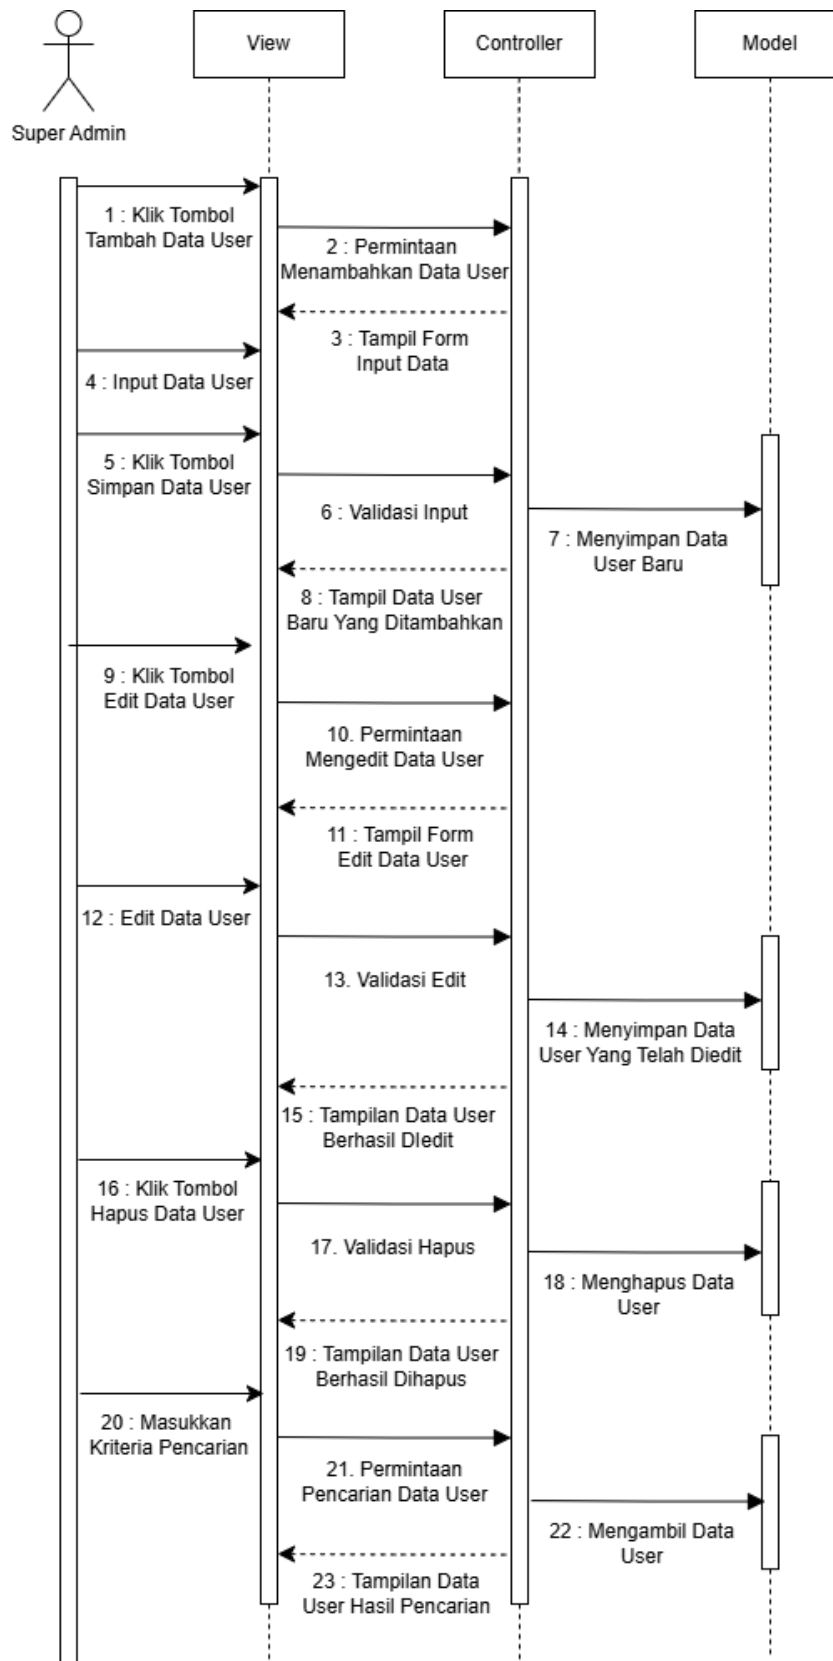 View
Controller
Model
Super Admin
1 : Klik Tombol
Tambah Data User
2 : Permintaan
Menambahkan Data User
3 : Tampil Form
Input Data
4 : Input Data User
5 : Klik Tombol
Simpan Data User
6 : Validasi Input
7 : Menyimpan Data
User Baru
8 : Tampil Data User
Baru Yang Ditambahkan
9 : Klik Tombol
Edit Data User
10. Permintaan
Mengedit Data User
11 : Tampil Form
Edit Data User
12 : Edit Data User
13. Validasi Edit
14 : Menyimpan Data
User Yang Telah Diedit
15 : Tampilan Data User
Berhasil DIedit
16 : Klik Tombol
Hapus Data User
17. Validasi Hapus
18 : Menghapus Data
User
19 : Tampilan Data User
Berhasil Dihapus
20 : Masukkan
Kriteria Pencarian
21. Permintaan
Pencarian Data User
22 : Mengambil Data
User
23 : Tampilan Data
User Hasil Pencarian